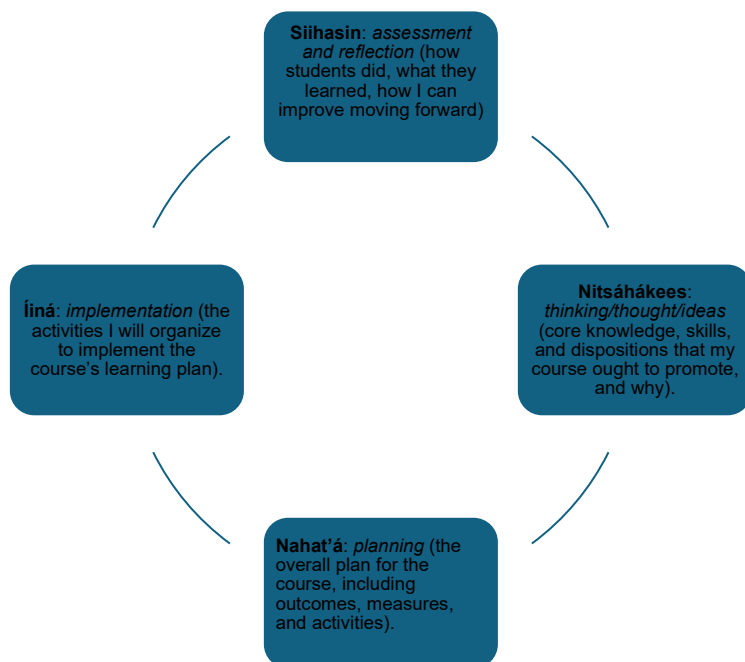 Siihasin: assessment
and reflection (how
students did, what they
learned, how I can
improve moving forward)
Nitsáhákees:
thinking/thought/ideas
(core knowledge, skills,
and dispositions that my
course ought to promote,
and why).
Nahat’á: planning (the
overall plan for the
course, including
outcomes, measures,
and activities).
Íiná: implementation (the
activities I will organize
to implement the
course’s learning plan).